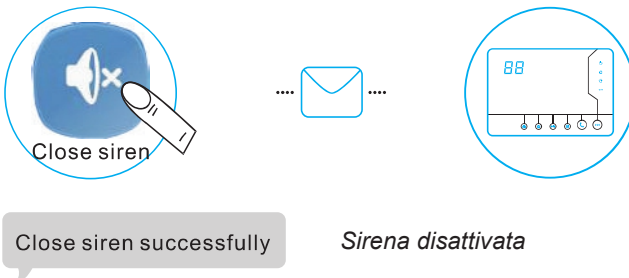 88
Close siren
Close siren successfully
Sirena disattivata